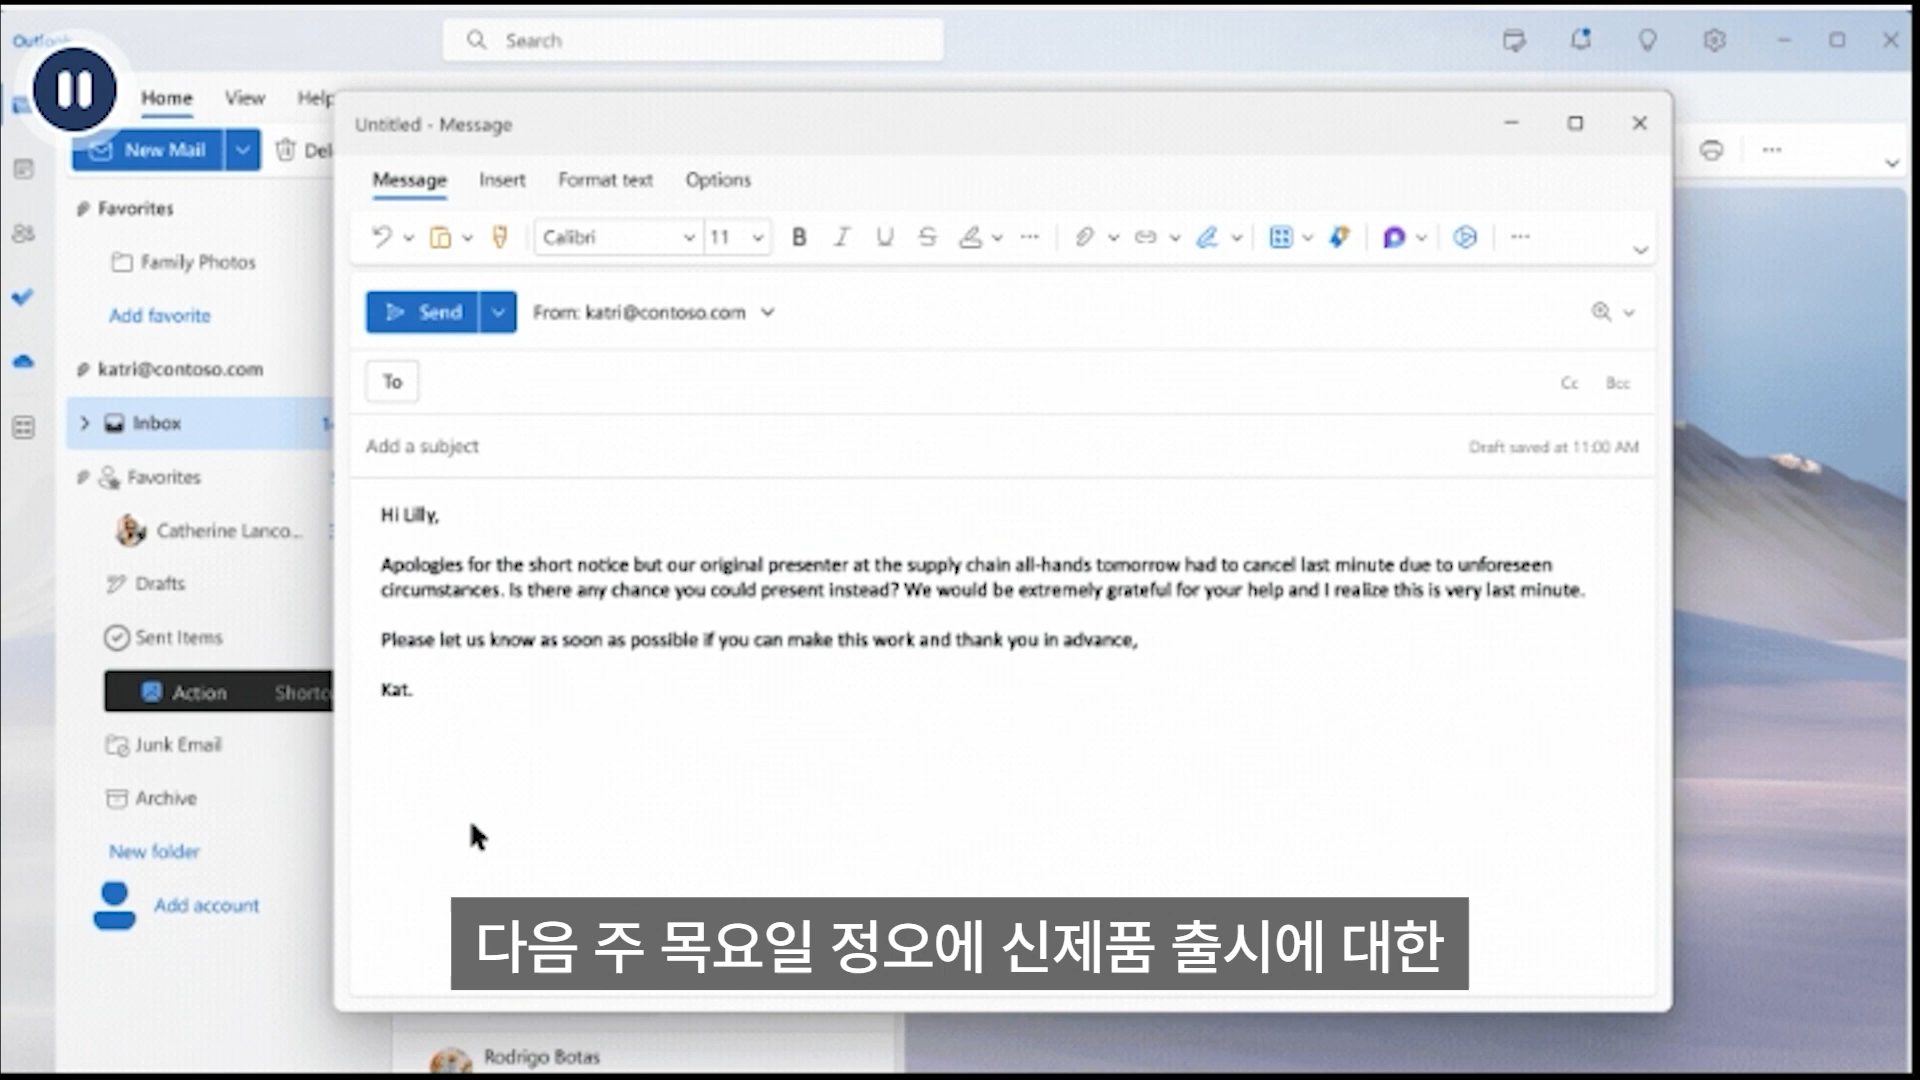 Search
Home View Help
New Mail
Favorites
Family Photos
Add favorite
katri@contoso.com
Inbox
Favorites
Catherine Lanco...
Drafts
Sent Items
Action
Junk Email
Archive
New folder
Add account
Untitled - Message
Message Insert Format text Options
Calibri 11
Send From: katri@contoso.com
To Cc Bcc
Add a subject Draft saved at 11:00 AM
Hi Lilly,
Apologies for the short notice but our original presenter at the supply chain all-hands tomorrow had to cancel last minute due to unforeseen
circumstances. Is there any chance you could present instead? We would be extremely grateful for your help and I realize this is very last minute.
Please let us know as soon as possible if you can make this work and thank you in advance,
Kat.
다음 주 목요일 정오에 신제품 출시에 대한
Rodrigo Botas